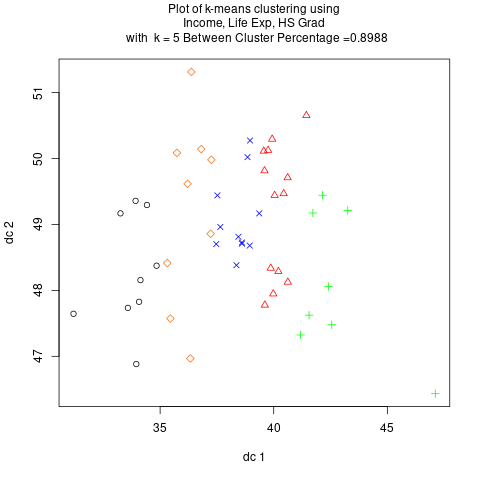 Plot of k-means clustering using
Income, Life Exp, HS Grad
with k = 5 Between Cluster Percentage =0.8988
51
50
49
48
47
dc 2
35
40
45
dc 1